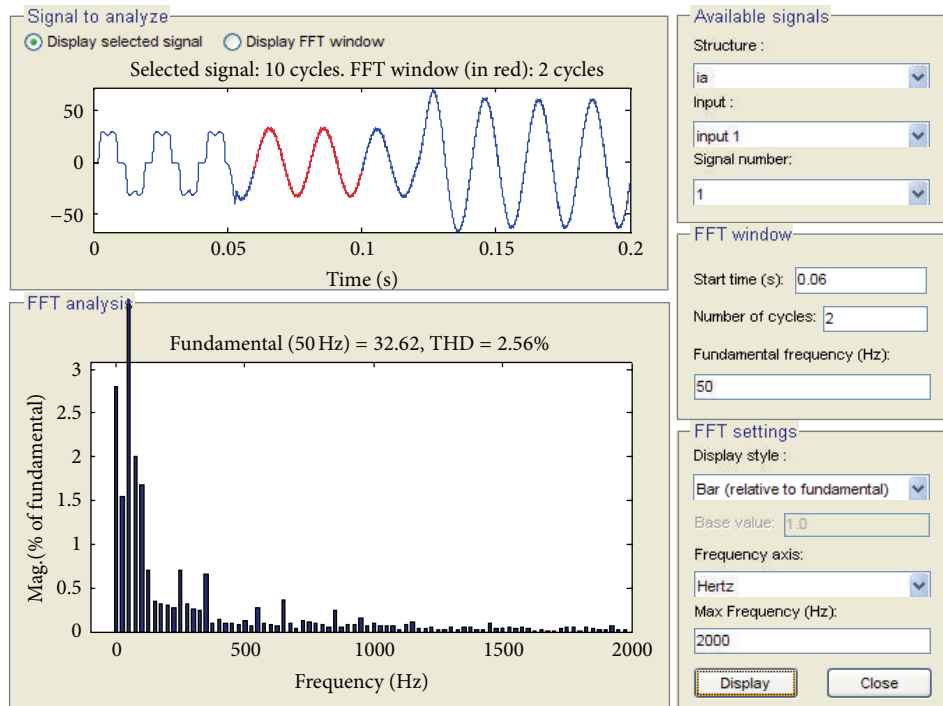 Signal to analyze
Display selected signal Display FFT window
Selected signal: 10 cycles. FFT window (in red): 2 cycles
50
0
−50
0 0.05 0.1 0.15 0.2
Time (s)
FFT analysis
Fundamental (50 Hz) = 32.62, THD = 2.56%
Mag.(% of fundamental)
3
2.5
2
1.5
1
0.5
0
0 500 1000 1500 2000
Frequency (Hz)
Available signals
Structure :
ia
Input :
input 1
Signal number:
1
FFT window
Start time (s): 0.06
Number of cycles: 2
Fundamental frequency (Hz):
50
FFT settings
Display style :
Bar (relative to fundamental)
Base value: 1.0
Frequency axis:
Hertz
Max Frequency (Hz):
2000
Display Close